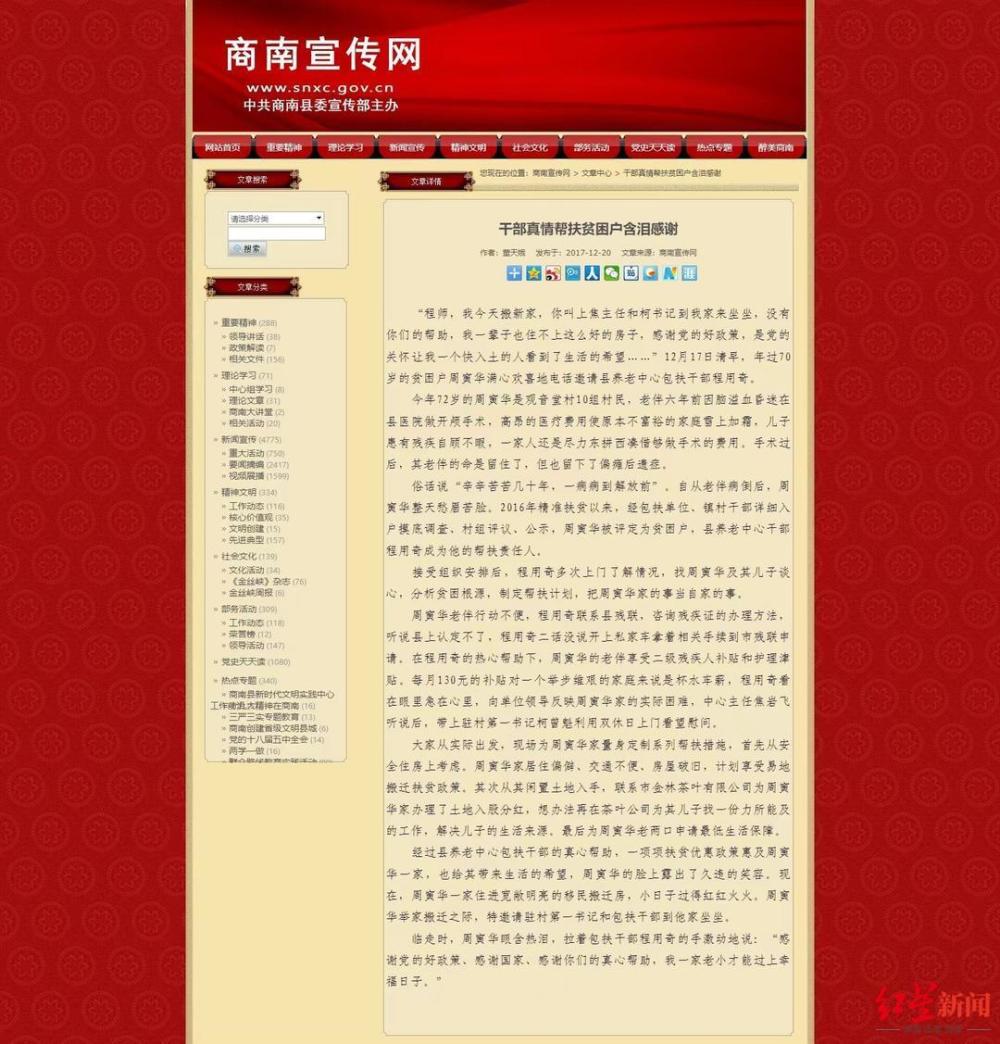 商南宣传网
www.snxc.gov.cn
中共商南县委宣传部主办
网站首页 重要精神 理论学习 新闻宣传 精神文明 社会文化 部务活动 党史天天读 热点专题 醉美商南
文章搜索
请选择分类
搜索
文章分类
» 重要精神 (288)
» 领导讲话 (38)
» 政策解读 (7)
» 相关文件 (156)
» 理论学习 (71)
» 中心组学习 (8)
» 理论文章 (31)
» 商南大讲堂 (2)
» 相关活动 (20)
» 新闻宣传 (4775)
» 重大活动 (750)
» 要闻摘编 (2417)
» 视频展播 (1599)
» 精神文明 (334)
» 工作动态 (116)
» 核心价值观 (35)
» 文明创建 (15)
» 先进典型 (157)
» 社会文化 (139)
» 文化活动 (34)
» 《金丝峡》杂志 (76)
» 金丝峡周报 (6)
» 部务活动 (309)
» 工作动态 (118)
» 荣誉榜 (12)
» 领导活动 (147)
» 党史天天读 (1080)
» 热点专题 (340)
» 商南县新时代文明实践中心
精神在商南 (16)
» 三严三实专题教育 (13)
» 商南创建省级文明县城 (6)
» 党的十八届五中全会 (14)
» 两学一做 (16)
文章详情
您现在的位置：商南宣传网 > 文章中心 > 干部真情帮扶贫困户含泪感谢
干部真情帮扶贫困户含泪感谢
发布于：2017-12-20 文章来源：商南宣传网
“程师，我今天搬新家，你叫上焦主任和柯书记到我家来坐坐，没有
你们的帮助，我一辈子也住不上这么好的房子，感谢党的好政策，是党的
关怀让我一个快入土的人看到了生活的希望……”12月17日清早，年过70
岁的贫困户周寅华满心欢喜地电话邀请县养老中心包扶干部程用奇。
今年72岁的周寅华是观音堂村10组村民，老伴六年前因脑溢血昏迷在
县医院做开颅手术，高昂的医疗费用使原本不富裕的家庭雪上加霜，儿子
患有残疾自顾不暇，一家人还是尽力东拼西凑借够做手术的费用。手术过
后，其老伴的命是留住了，但也留下了偏瘫后遗症。
俗话说“辛辛苦苦几十年，一病病到解放前”。自从老伴病倒后，周
寅华整天愁眉苦脸。2016年精准扶贫以来，经包扶单位、镇村干部详细入
户摸底调查、村组评议、公示，周寅华被评定为贫困户，县养老中心干部
程用奇成为他的帮扶责任人。
接受组织安排后，程用奇多次上门了解情况，找周寅华及其儿子谈
心，分析贫困根源，制定帮扶计划，把周寅华家的事当自家的事。
周寅华老伴行动不便，程用奇联系县残联，咨询残疾证的办理方法，
听说县上认定不了，程用奇二话没说开上私家车拿着相关手续到市残联申
请。在程用奇的热心帮助下，周寅华的老伴享受二级残疾人补贴和护理津
贴。每月130元的补贴对一个举步维艰的家庭来说是杯水车薪，程用奇看
在眼里急在心里，向单位领导反映周寅华家的实际困难，中心主任焦岩飞
听说后，带上驻村第一书记柯曾魁利用双休日上门看望慰问。
大家从实际出发，现场为周寅华家量身定制系列帮扶措施，首先从安
全住房上考虑。周寅华家居住偏僻、交通不便、房屋破旧，计划享受易地
搬迁扶贫政策。其次从其闲置土地入手，联系市金林茶叶有限公司为周寅
华家办理了土地入股分红，想办法再在茶叶公司为其儿子找一份力所能及
的工作，解决儿子的生活来源。最后为周寅华老两口申请最低生活保障。
经过县养老中心包扶干部的真心帮助，一项项扶贫优惠政策惠及周寅
华一家，也给其带来生活的希望，周寅华的脸上露出了久违的笑容。现
在，周寅华一家住进宽敞明亮的移民搬迁房，小日子过得红红火火。周寅
华举家搬迁之际，特邀请驻村第一书记和包扶干部到他家坐坐。
临走时，周寅华眼含热泪，拉着包扶干部程用奇的手激动地说：“感
谢党的好政策、感谢国家、感谢你们的真心帮助，我一家老小才能过上幸
福日子。”
红星新闻